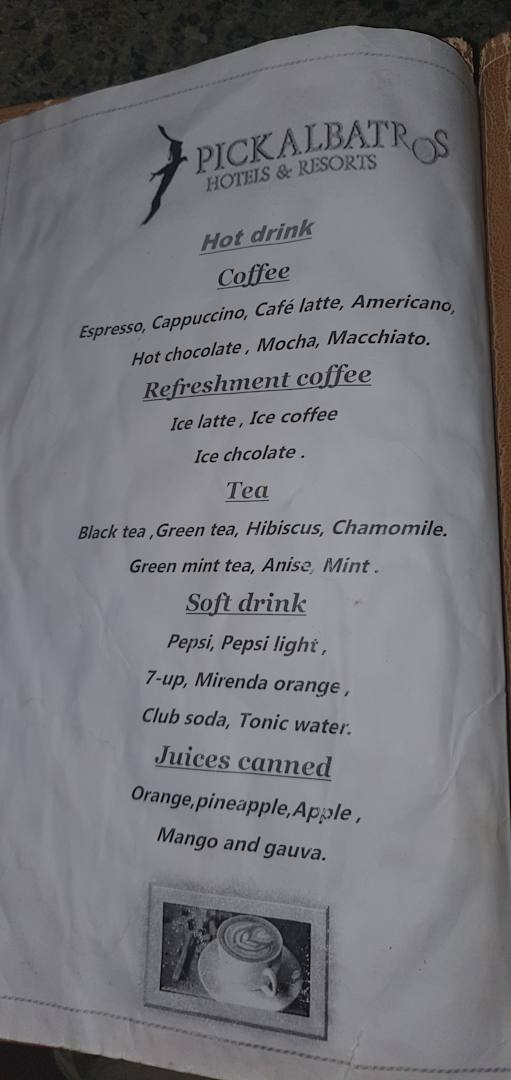 PICKALBATROS
HOTELS & RESORTS
Hot drink
Coffee
Espresso, Cappuccino, Café latte, Americano,
Hot chocolate , Mocha, Macchiato.
Refreshment coffee
Ice latte , Ice coffee
Ice chcolate .
Tea
Black tea ,Green tea, Hibiscus, Chamomile.
Green mint tea, Anise, Mint .
Soft drink
Pepsi, Pepsi light ,
7-up, Mirenda orange ,
Club soda, Tonic water.
Juices canned
Orange,pineapple,Apple ,
Mango and gauva.